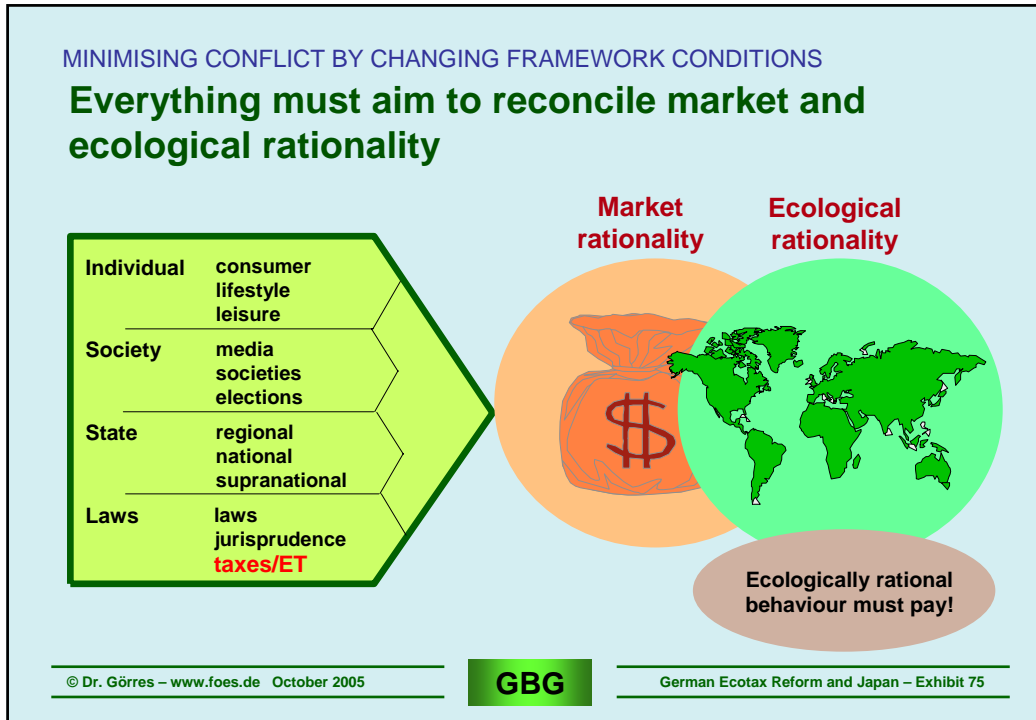 MINIMISING CONFLICT BY CHANGING FRAMEWORK CONDITIONS
Everything must aim to reconcile market and
ecological rationality
Individual consumer
lifestyle
leisure
Society media
societies
elections
State regional
national
supranational
Laws laws
jurisprudence
taxes/ET
Market
rationality
Ecological
rationality
$
Ecologically rational
behaviour must pay!
© Dr. Görres – www.foes.de October 2005
GBG
German Ecotax Reform and Japan – Exhibit 75